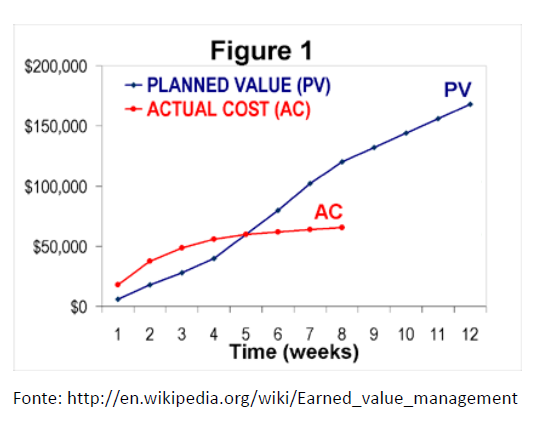 Figure 1
$200,000
PLANNED VALUE (PV)
PV
ACTUAL COST (AC)
$150,000
$100,000
AC
$50,000
$0
1 2 3 4 5 6 7 8 9 10 11 12
Time (weeks)
Fonte: http://en.wikipedia.org/wiki/Earned_value_management